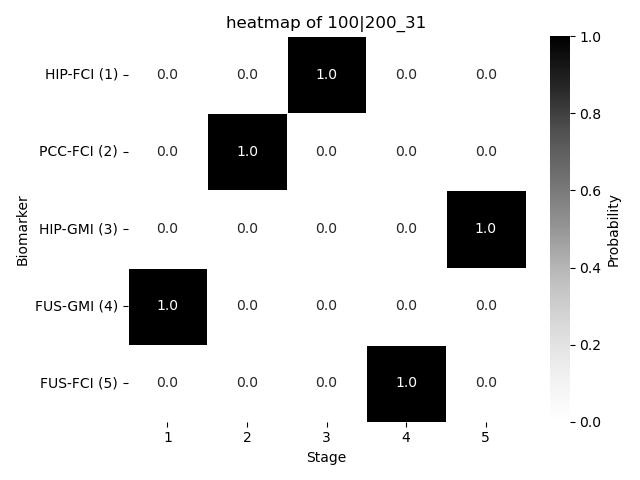 heatmap of 100|200_31
HIP-FCI (1) 0.0 0.0 1.0 0.0 0.0
PCC-FCI (2) 0.0 1.0 0.0 0.0 0.0
HIP-GMI (3) 0.0 0.0 0.0 0.0 1.0
FUS-GMI (4) 1.0 0.0 0.0 0.0 0.0
FUS-FCI (5) 0.0 0.0 0.0 1.0 0.0
1 2 3 4 5
Stage
Biomarker
1.0
0.8
0.6
0.4
0.2
0.0
Probability